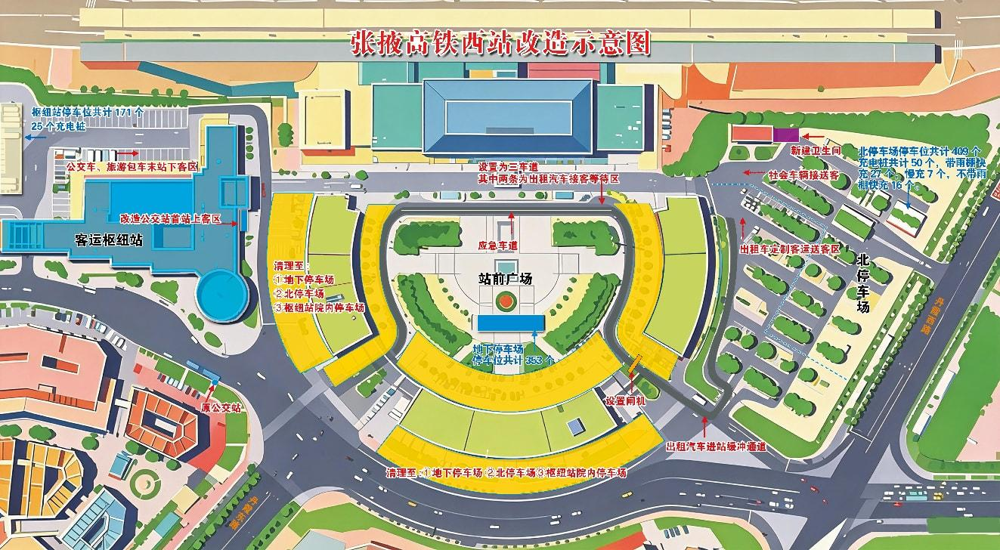 张掖高铁西站改造示意图
枢纽站停车位共计 171 个
25 个充电桩
公交车、旅游包车末站下客区
改造公交站首站上客区
客运枢纽站
设置为三车道
其中两条为出租汽车接客等待区
新建卫生间
社会车辆接送客
北停车场停车位共计 409 个
充电桩共计 50 个，带雨棚快
充 27 个，慢充 7 个，不带雨
棚快充 16 个。
应急车道
出租车定制客运送客区
站前广场
北停车场
清理至：
①地下停车场
②北停车场
③枢纽站院内停车场
丹霞西路
地下停车场
停车位共计 353 个
设置闸机
原公交站
出租汽车进站缓冲通道
清理至：①地下停车场 ②北停车场③枢纽站院内停车场
丹霞东路